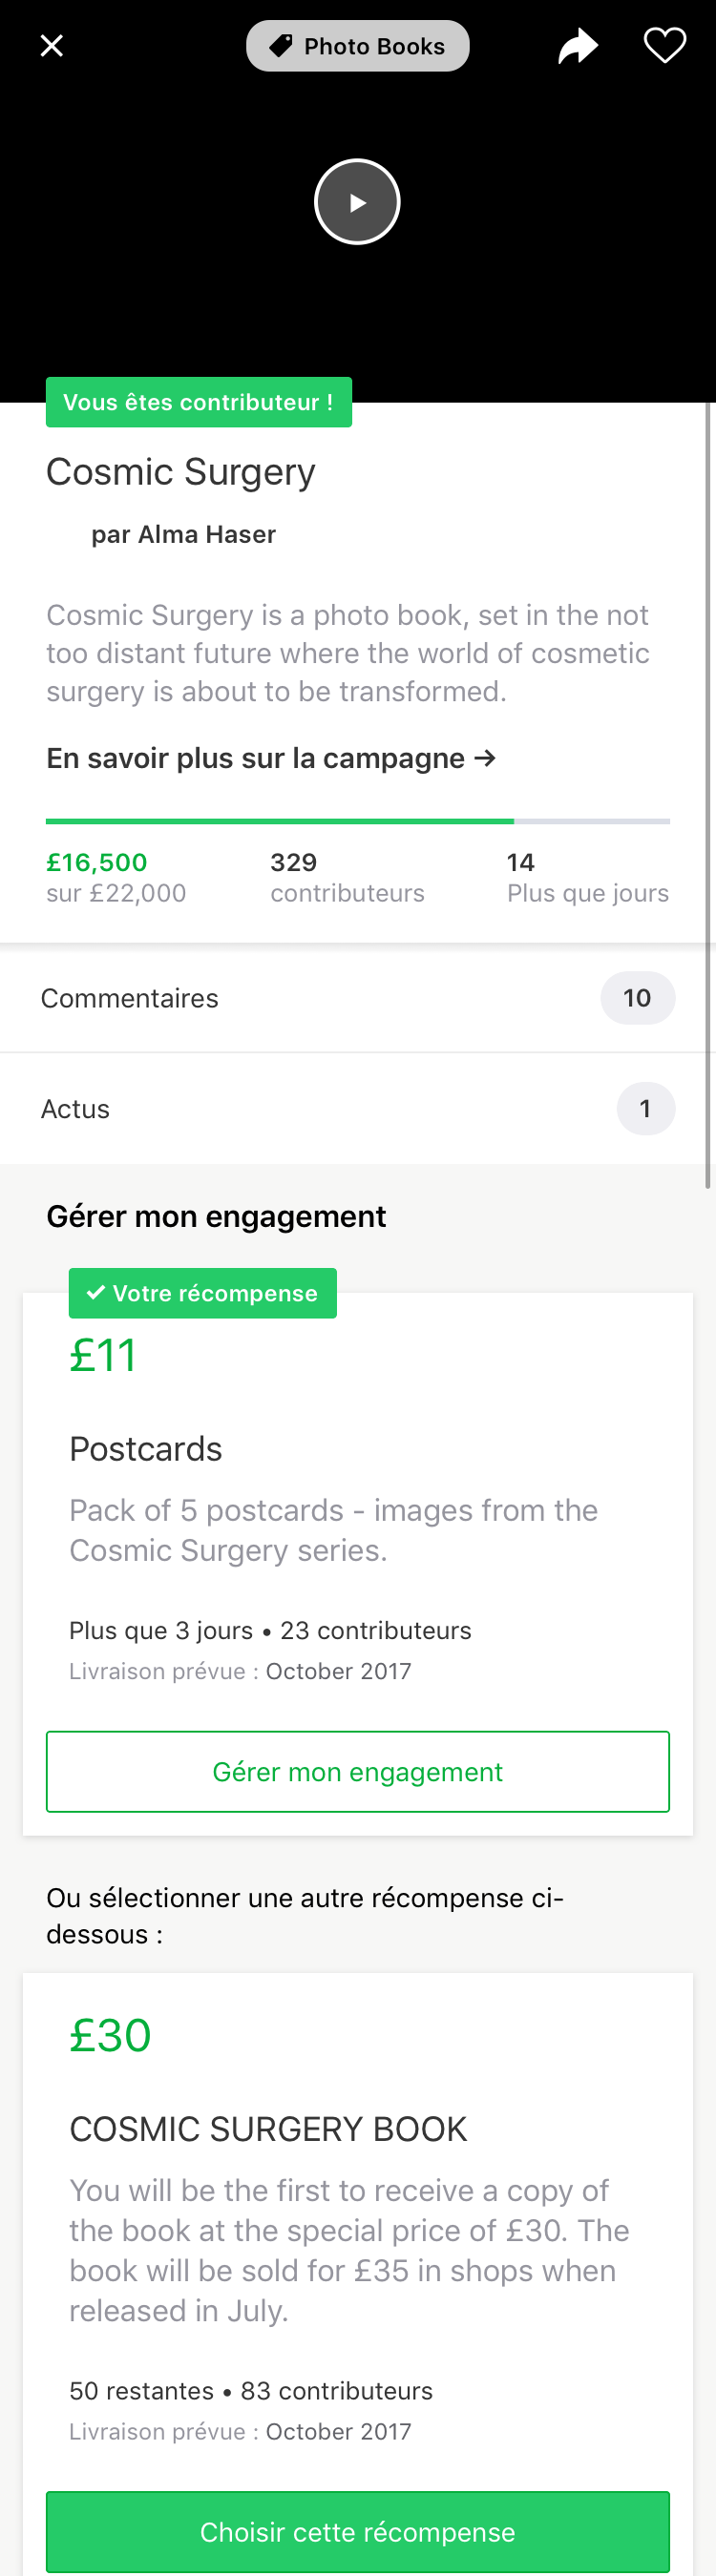 Photo Books
Vous êtes contributeur !
Cosmic Surgery
par Alma Haser
Cosmic Surgery is a photo book, set in the not
too distant future where the world of cosmetic
surgery is about to be transformed.
En savoir plus sur la campagne →
£16,500
sur £22,000
329
contributeurs
14
Plus que jours
Commentaires
10
Actus
1
Gérer mon engagement
✓ Votre récompense
£11
Postcards
Pack of 5 postcards - images from the
Cosmic Surgery series.
Plus que 3 jours • 23 contributeurs
Livraison prévue : October 2017
Gérer mon engagement
Ou sélectionner une autre récompense ci-
dessous :
£30
COSMIC SURGERY BOOK
You will be the first to receive a copy of
the book at the special price of £30. The
book will be sold for £35 in shops when
released in July.
50 restantes • 83 contributeurs
Livraison prévue : October 2017
Choisir cette récompense